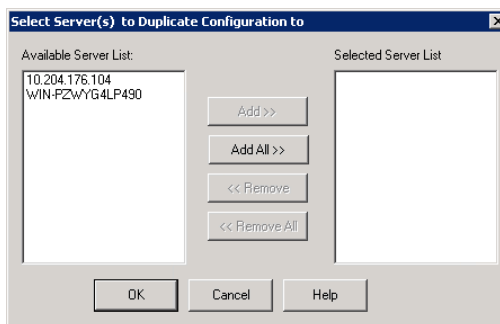 Select Server(s) to Duplicate Configuration to
Available Server List:
Selected Server List
10.204.176.104
WIN-PZWYG4LP490
Add >>
Add All >>
<< Remove
<< Remove All
OK
Cancel
Help